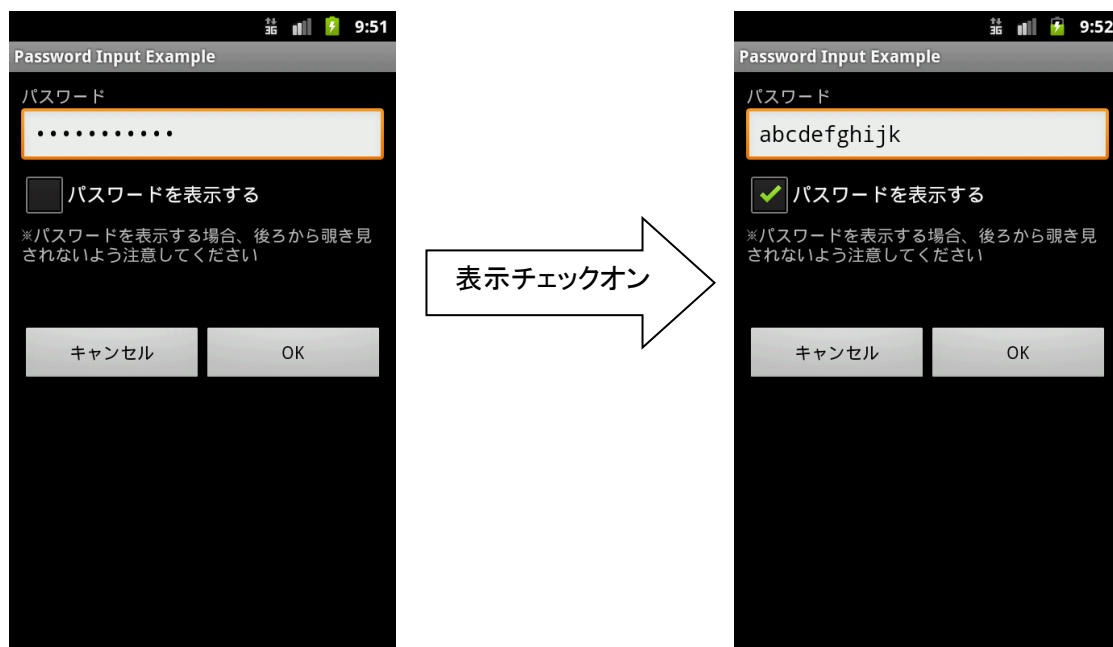 3G 9:51
Password Input Example
パスワード
•••••••••••
パスワードを表示する
※パスワードを表示する場合、後ろから覗き見
されないよう注意してください
キャンセル OK
表示チェックオン
3G 9:52
Password Input Example
パスワード
abcdefghijk
パスワードを表示する
※パスワードを表示する場合、後ろから覗き見
されないよう注意してください
キャンセル OK